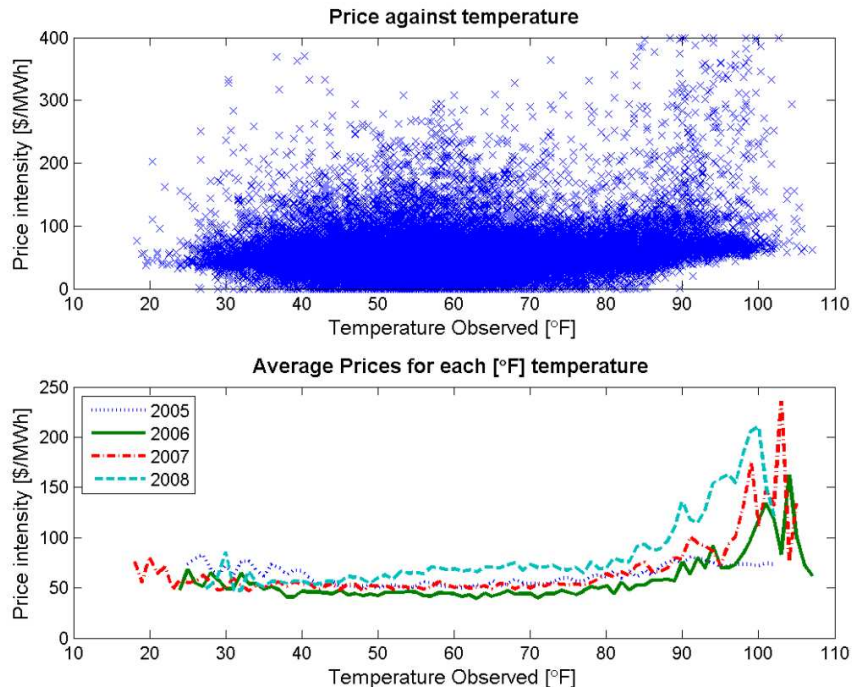 Price against temperature
400
300
200
100
0
Price intensity [$/MWh]
10 20 30 40 50 60 70 80 90 100 110
Temperature Observed [°F]
Average Prices for each [°F] temperature
250
200
150
100
50
0
Price intensity [$/MWh]
2005
2006
2007
2008
10 20 30 40 50 60 70 80 90 100 110
Temperature Observed [°F]